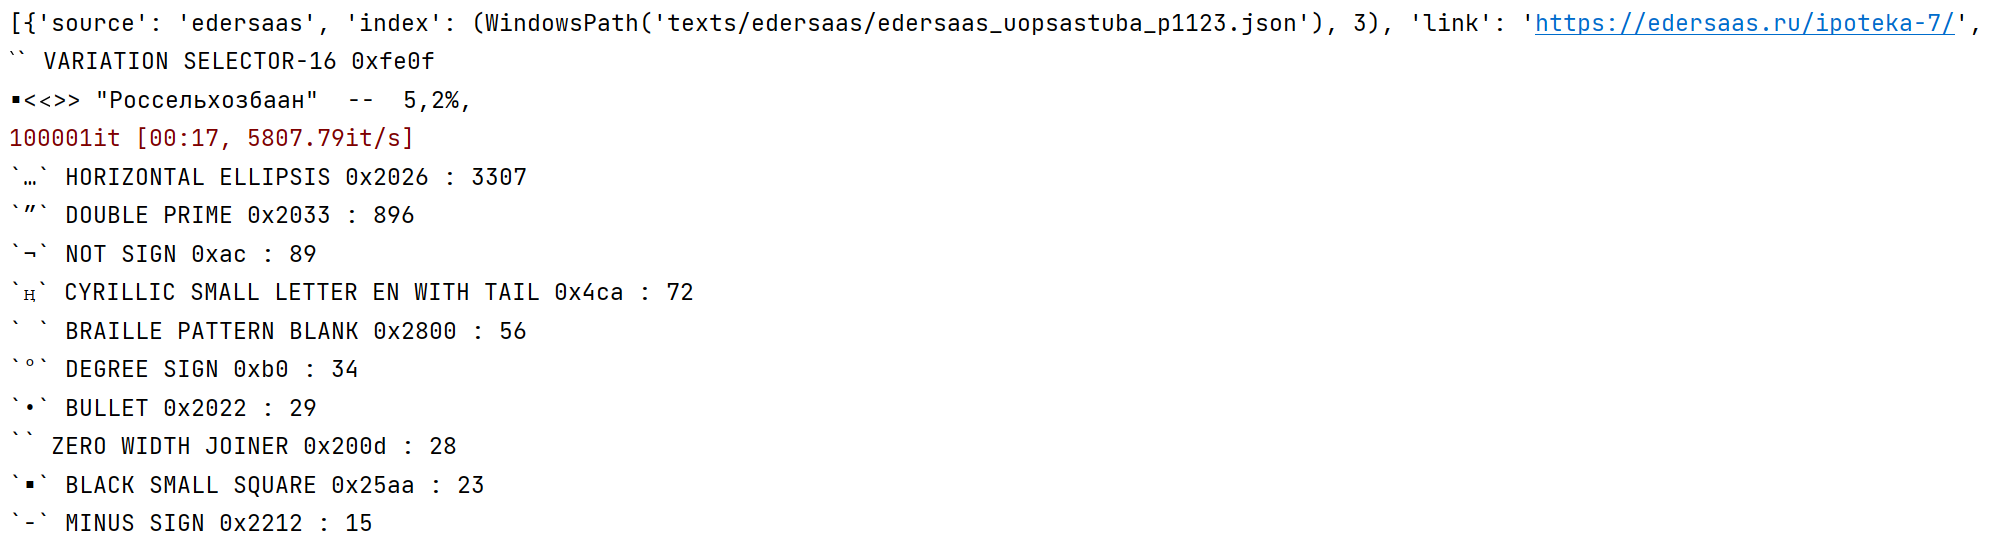 [{'source': 'edersaas', 'index': (WindowsPath('texts/edersaas/edersaas_uopsastuba_p1123.json'), 3), 'link': 'https://edersaas.ru/ipoteka-7/',
`` VARIATION SELECTOR-16 0xfe0f
▪<<>> "Россельхозбаан"  --  5,2%,
100001it [00:17, 5807.79it/s]
`…` HORIZONTAL ELLIPSIS 0x2026 : 3307
`″` DOUBLE PRIME 0x2033 : 896
`¬` NOT SIGN 0xac : 89
`ӊ` CYRILLIC SMALL LETTER EN WITH TAIL 0x4ca : 72
`⠀` BRAILLE PATTERN BLANK 0x2800 : 56
`°` DEGREE SIGN 0xb0 : 34
`•` BULLET 0x2022 : 29
`‍` ZERO WIDTH JOINER 0x200d : 28
`▪` BLACK SMALL SQUARE 0x25aa : 23
`−` MINUS SIGN 0x2212 : 15